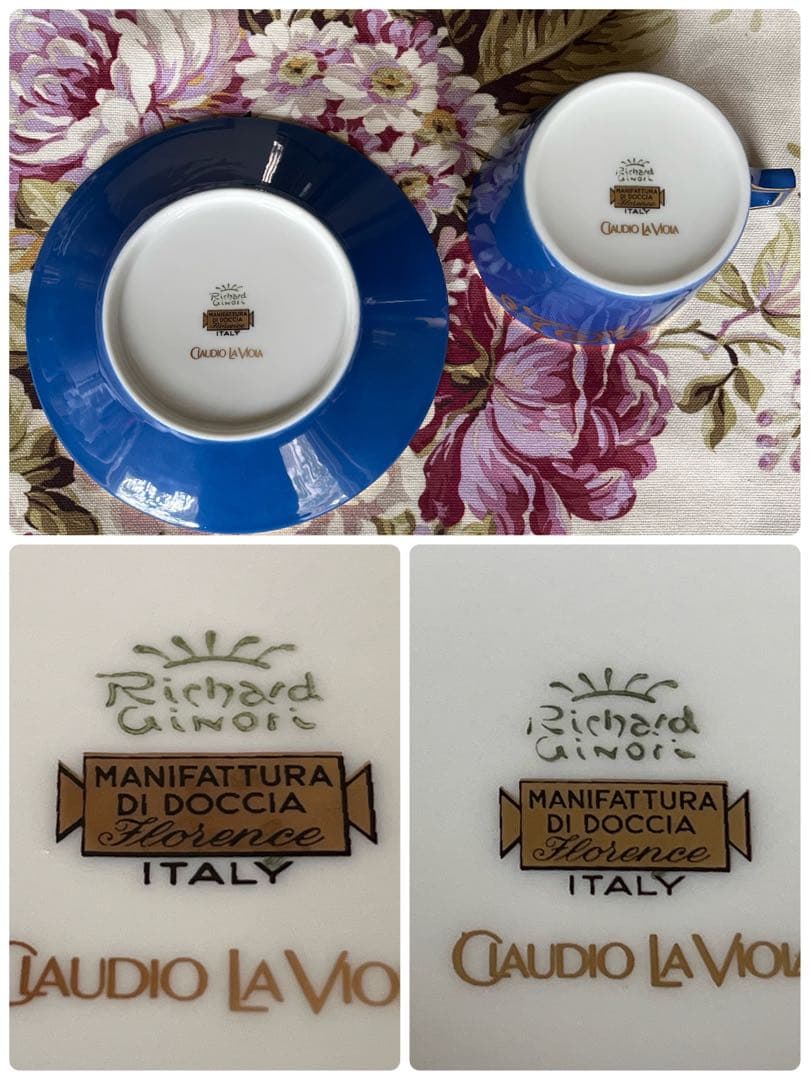 Richard
Ginori
MANIFATTURA
DI DOCCIA
Florence
ITALY
CLAUDIO LA VIOLA
Richard
Ginori
MANIFATTURA
DI DOCCIA
Florence
ITALY
CLAUDIO LA VIOLA
Richard
GINORI
MANIFATTURA
DI DOCCIA
Florence
ITALY
CLAUDIO LA VIO
Richard
GINORI
MANIFATTURA
DI DOCCIA
Florence
ITALY
CLAUDIO LA VIOLA